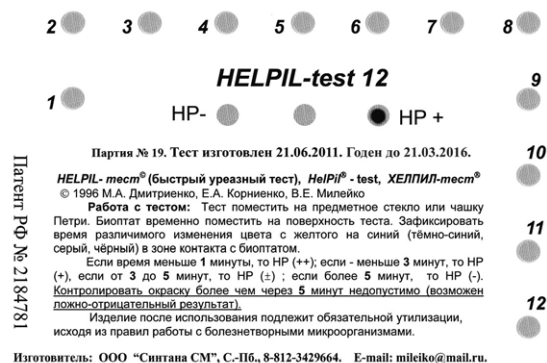 2 3 4 5 6 7 8
HELPIL-test 12
9
1
HP- HP +
Партия № 19. Тест изготовлен 21.06.2011. Годен до 21.03.2016.
10
HELPIL- тест© (быстрый уреазный тест), HelPil® - test, ХЕЛПИЛ-тест®
© 1996 М.А. Дмитриенко, Е.А. Корниенко, В.Е. Милейко
Работа с тестом: Тест поместить на предметное стекло или чашку
Петри. Биоптат временно поместить на поверхность теста. Зафиксировать
время различимого изменения цвета с желтого на синий (тёмно-синий,
серый, чёрный) в зоне контакта с биоптатом.
11
Если время меньше 1 минуты, то HP (++); если - меньше 3 минут, то HP
(+), если от 3 до 5 минут, то HP (±) ; если более 5 минут, то HP (-).
Контролировать окраску более чем через 5 минут недопустимо (возможен
ложно-отрицательный результат).
12
Изделие после использования подлежит обязательной утилизации,
исходя из правил работы с болезнетворными микроорганизмами.
Патент РФ № 2184781
Изготовитель: ООО “Синтана СМ”, С.-Пб., 8-812-3429664. E-mail: mileiko@mail.ru.